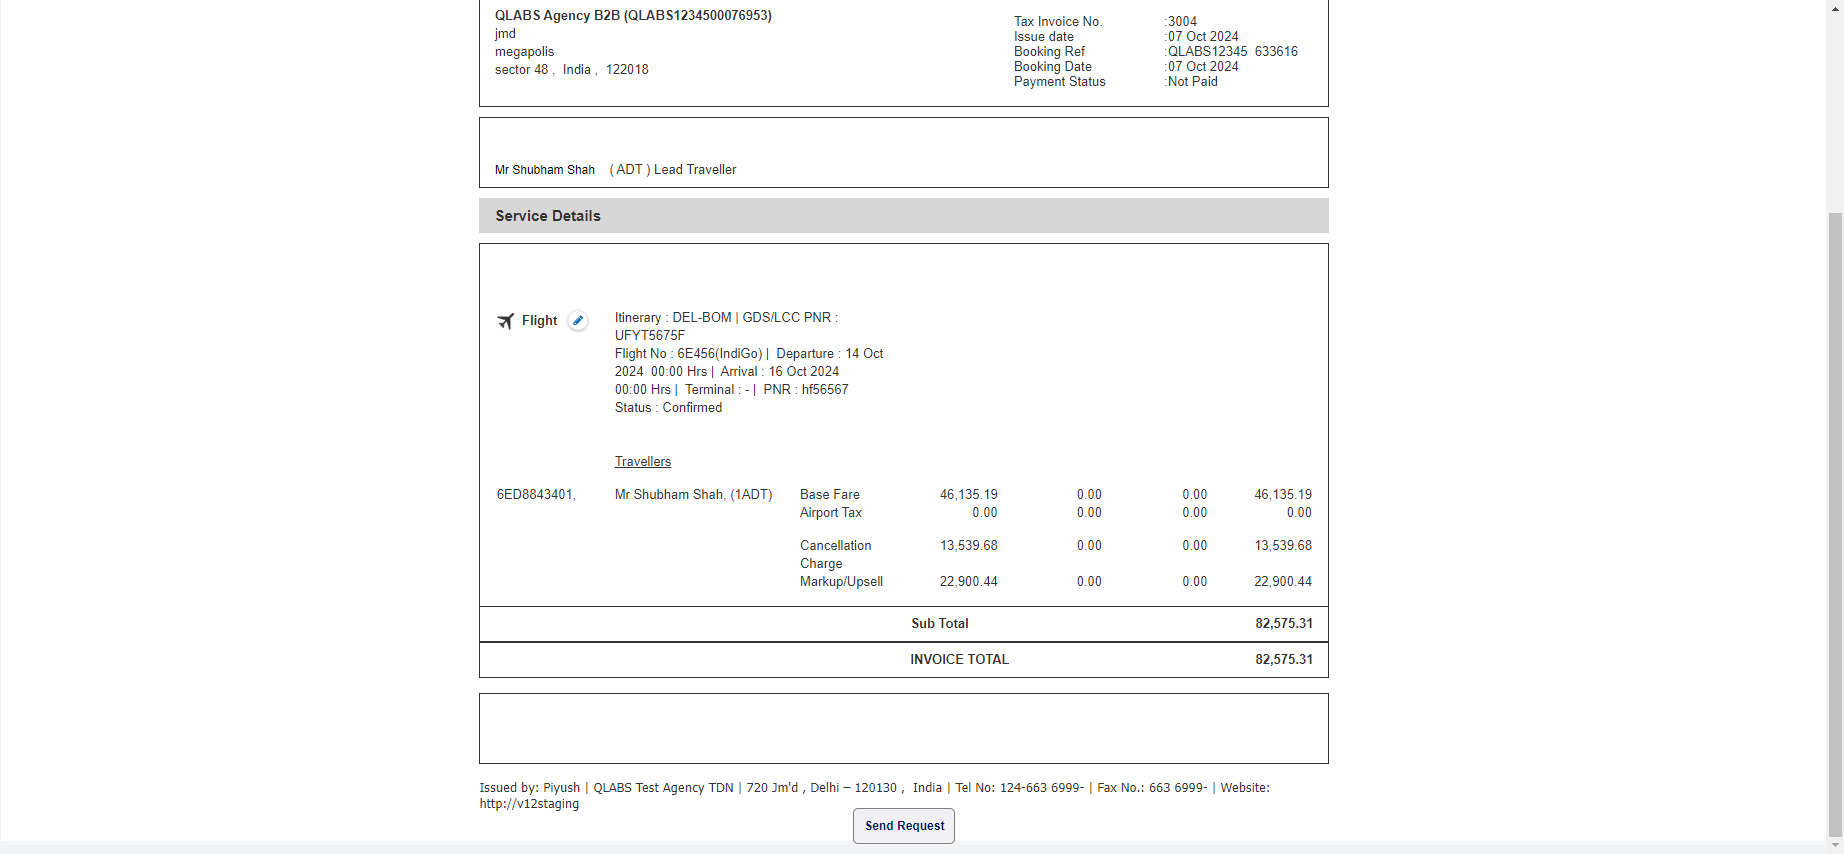 QLABS Agency B2B (QLABS1234500076953)
jmd
megapolis
sector 48 ,  India ,  122018
Tax Invoice No. :3004
Issue date :07 Oct 2024
Booking Ref :QLABS12345  633616
Booking Date :07 Oct 2024
Payment Status :Not Paid
Mr Shubham Shah ( ADT ) Lead Traveller
Service Details
Flight
Itinerary : DEL-BOM | GDS/LCC PNR :
UFYT5675F
Flight No : 6E456(IndiGo) |  Departure : 14 Oct
2024  00:00 Hrs |  Arrival : 16 Oct 2024
00:00 Hrs |  Terminal : - |  PNR : hf56567
Status : Confirmed
Travellers
6ED8843401, Mr Shubham Shah, (1ADT) Base Fare 46,135.19 0.00 0.00 46,135.19
Airport Tax 0.00 0.00 0.00 0.00
Cancellation 13,539.68 0.00 0.00 13,539.68
Charge
Markup/Upsell 22,900.44 0.00 0.00 22,900.44
Sub Total 82,575.31
INVOICE TOTAL 82,575.31
Issued by: Piyush | QLABS Test Agency TDN | 720 Jm'd , Delhi – 120130 ,  India | Tel No: 124-663 6999- | Fax No.: 663 6999- | Website:
http://v12staging
Send Request